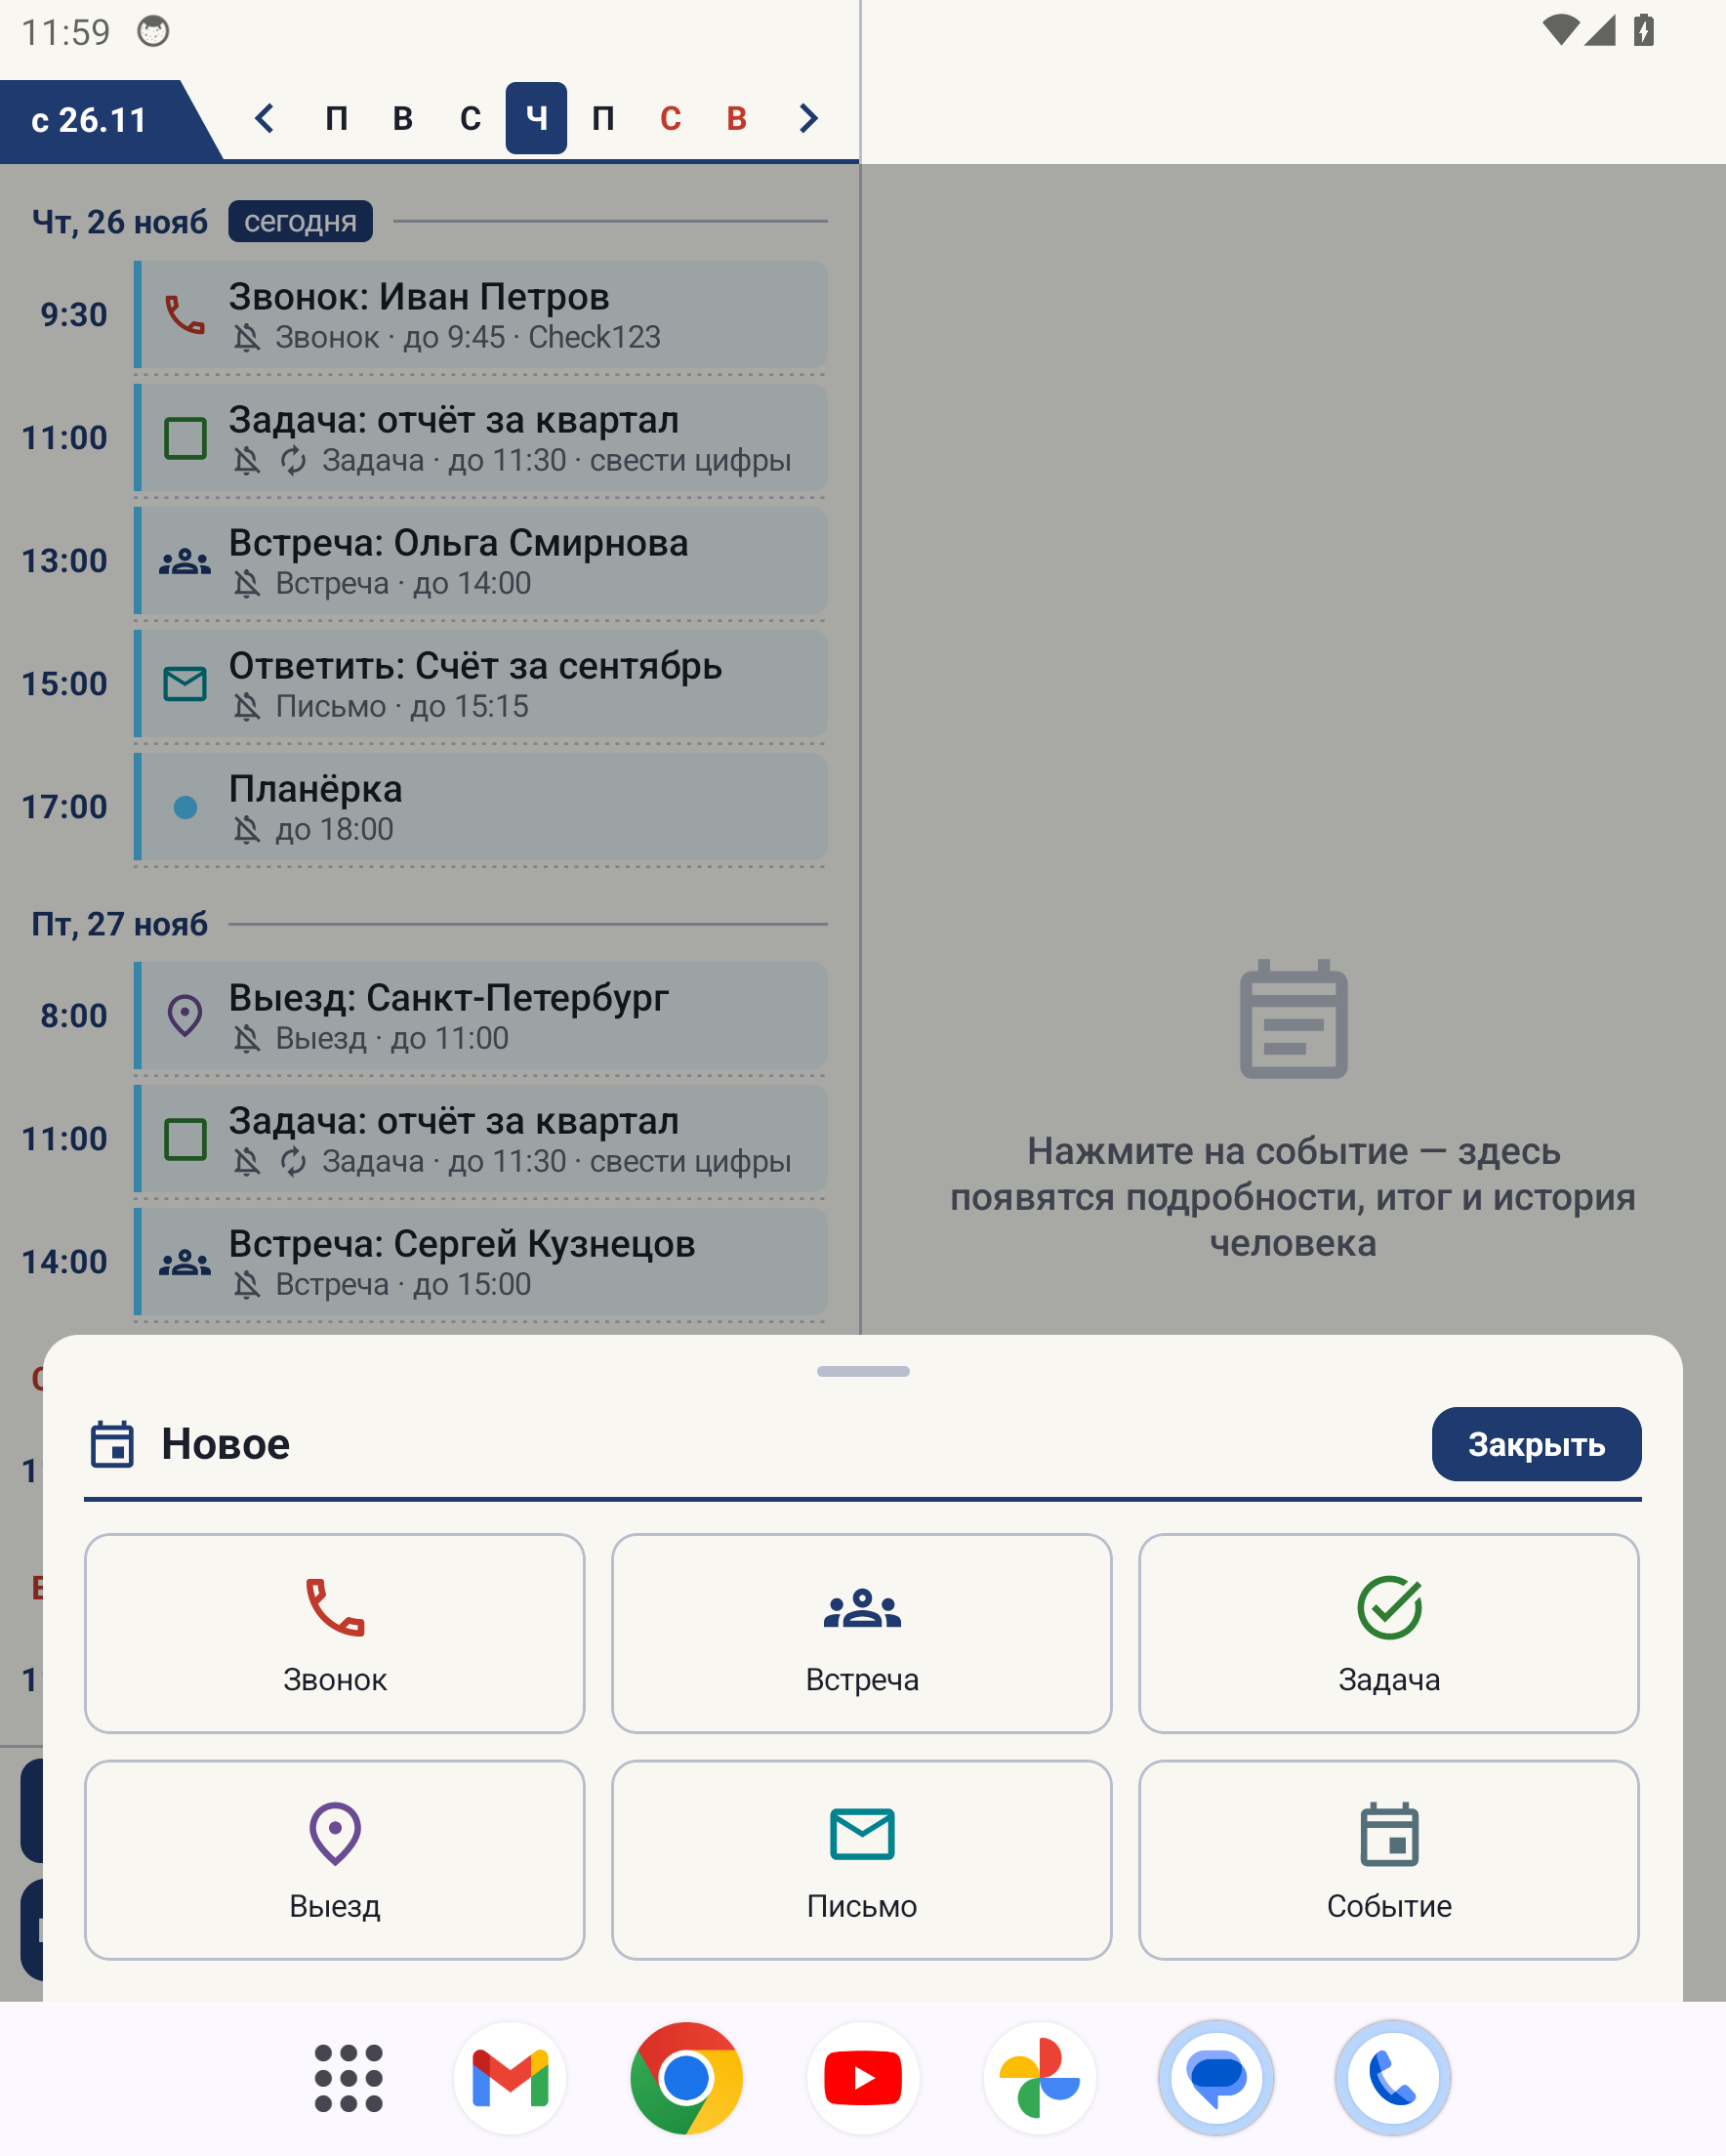 11:59
с 26.11
П В С Ч П С В
Чт, 26 нояб сегодня
9:30
Звонок: Иван Петров
Звонок · до 9:45 · Check123
11:00
Задача: отчёт за квартал
Задача · до 11:30 · свести цифры
13:00
Встреча: Ольга Смирнова
Встреча · до 14:00
15:00
Ответить: Счёт за сентябрь
Письмо · до 15:15
17:00
Планёрка
до 18:00
Пт, 27 нояб
8:00
Выезд: Санкт-Петербург
Выезд · до 11:00
11:00
Задача: отчёт за квартал
Задача · до 11:30 · свести цифры
14:00
Встреча: Сергей Кузнецов
Встреча · до 15:00
Нажмите на событие — здесь
появятся подробности, итог и история
человека
Новое
Закрыть
Звонок
Встреча
Задача
Выезд
Письмо
Событие